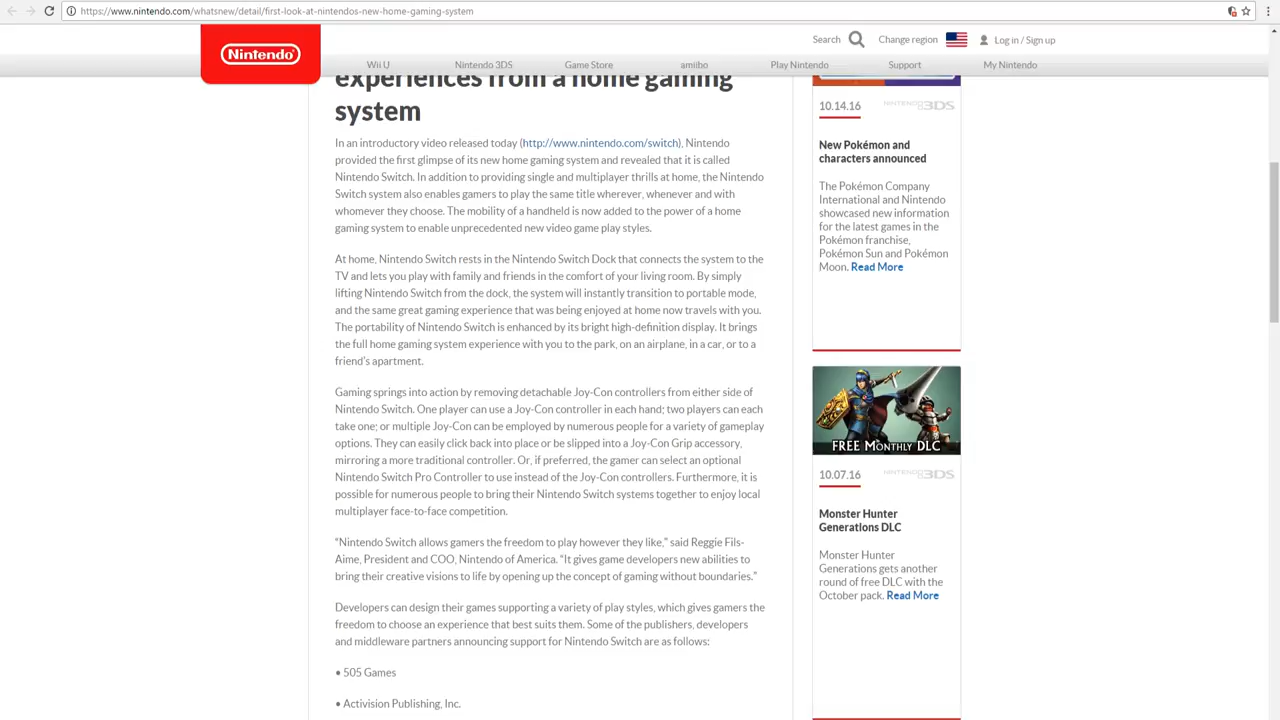 https://www.nintendo.com/whatsnew/detail/first-look-at-nintendos-new-home-gaming-system
Nintendo
Search
Change region
Log in / Sign up
Wii U
Nintendo 3DS
Game Store
amiibo
Play Nintendo
Support
My Nintendo
experiences from a home gaming
system
In an introductory video released today (http://www.nintendo.com/switch), Nintendo
provided the first glimpse of its new home gaming system and revealed that it is called
Nintendo Switch. In addition to providing single and multiplayer thrills at home, the Nintendo
Switch system also enables gamers to play the same title wherever, whenever and with
whomever they choose. The mobility of a handheld is now added to the power of a home
gaming system to enable unprecedented new video game play styles.
At home, Nintendo Switch rests in the Nintendo Switch Dock that connects the system to the
TV and lets you play with family and friends in the comfort of your living room. By simply
lifting Nintendo Switch from the dock, the system will instantly transition to portable mode,
and the same great gaming experience that was being enjoyed at home now travels with you.
The portability of Nintendo Switch is enhanced by its bright high-definition display. It brings
the full home gaming system experience with you to the park, on an airplane, in a car, or to a
friend's apartment.
Gaming springs into action by removing detachable Joy-Con controllers from either side of
Nintendo Switch. One player can use a Joy-Con controller in each hand; two players can each
take one; or multiple Joy-Con can be employed by numerous people for a variety of gameplay
options. They can easily click back into place or be slipped into a Joy-Con Grip accessory,
mirroring a more traditional controller. Or, if preferred, the gamer can select an optional
Nintendo Switch Pro Controller to use instead of the Joy-Con controllers. Furthermore, it is
possible for numerous people to bring their Nintendo Switch systems together to enjoy local
multiplayer face-to-face competition.
“Nintendo Switch allows gamers the freedom to play however they like,” said Reggie Fils-
Aime, President and COO, Nintendo of America. “It gives game developers new abilities to
bring their creative visions to life by opening up the concept of gaming without boundaries.”
Developers can design their games supporting a variety of play styles, which gives gamers the
freedom to choose an experience that best suits them. Some of the publishers, developers
and middleware partners announcing support for Nintendo Switch are as follows:
• 505 Games
• Activision Publishing, Inc.
10.14.16
NINTENDO 3DS
New Pokémon and
characters announced
The Pokémon Company
International and Nintendo
showcased new information
for the latest games in the
Pokémon franchise,
Pokémon Sun and Pokémon
Moon. Read More
FREE MONTHLY DLC
10.07.16
NINTENDO 3DS
Monster Hunter
Generations DLC
Monster Hunter
Generations gets another
round of free DLC with the
October pack. Read More